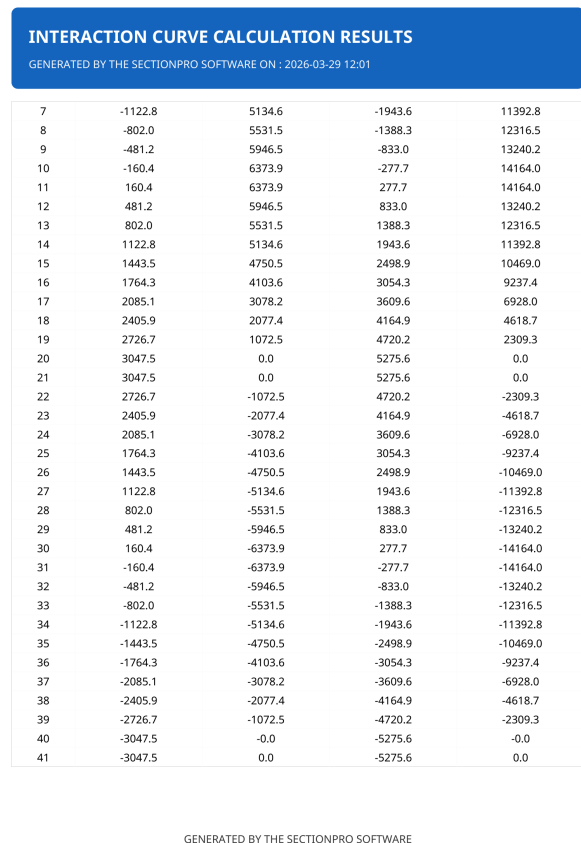 INTERACTION CURVE CALCULATION RESULTS
GENERATED BY THE SECTIONPRO SOFTWARE ON : 2026-03-29 12:01
7 -1122.8 5134.6 -1943.6 11392.8
8 -802.0 5531.5 -1388.3 12316.5
9 -481.2 5946.5 -833.0 13240.2
10 -160.4 6373.9 -277.7 14164.0
11 160.4 6373.9 277.7 14164.0
12 481.2 5946.5 833.0 13240.2
13 802.0 5531.5 1388.3 12316.5
14 1122.8 5134.6 1943.6 11392.8
15 1443.5 4750.5 2498.9 10469.0
16 1764.3 4103.6 3054.3 9237.4
17 2085.1 3078.2 3609.6 6928.0
18 2405.9 2077.4 4164.9 4618.7
19 2726.7 1072.5 4720.2 2309.3
20 3047.5 0.0 5275.6 0.0
21 3047.5 0.0 5275.6 0.0
22 2726.7 -1072.5 4720.2 -2309.3
23 2405.9 -2077.4 4164.9 -4618.7
24 2085.1 -3078.2 3609.6 -6928.0
25 1764.3 -4103.6 3054.3 -9237.4
26 1443.5 -4750.5 2498.9 -10469.0
27 1122.8 -5134.6 1943.6 -11392.8
28 802.0 -5531.5 1388.3 -12316.5
29 481.2 -5946.5 833.0 -13240.2
30 160.4 -6373.9 277.7 -14164.0
31 -160.4 -6373.9 -277.7 -14164.0
32 -481.2 -5946.5 -833.0 -13240.2
33 -802.0 -5531.5 -1388.3 -12316.5
34 -1122.8 -5134.6 -1943.6 -11392.8
35 -1443.5 -4750.5 -2498.9 -10469.0
36 -1764.3 -4103.6 -3054.3 -9237.4
37 -2085.1 -3078.2 -3609.6 -6928.0
38 -2405.9 -2077.4 -4164.9 -4618.7
39 -2726.7 -1072.5 -4720.2 -2309.3
40 -3047.5 -0.0 -5275.6 -0.0
41 -3047.5 0.0 -5275.6 0.0
GENERATED BY THE SECTIONPRO SOFTWARE